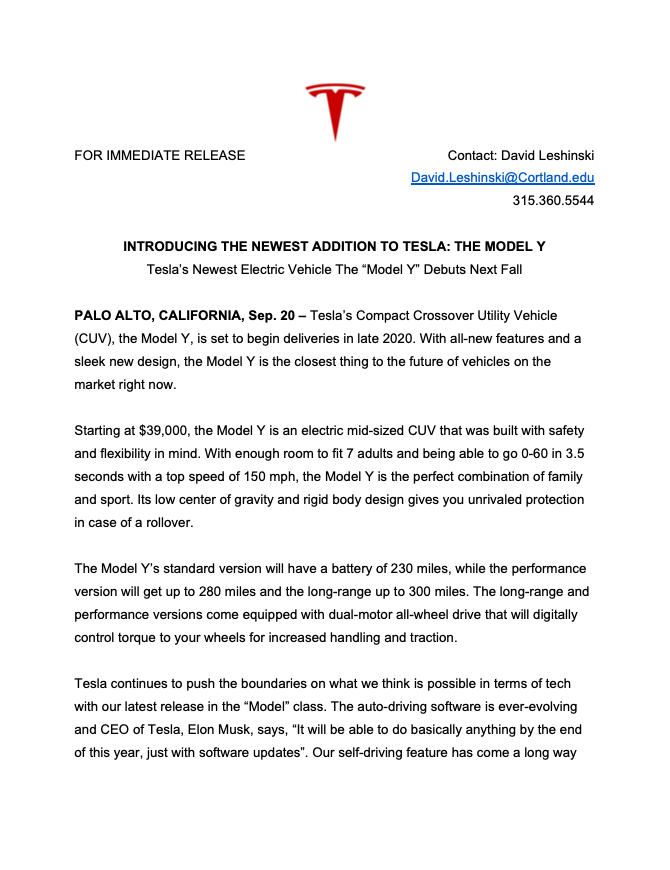 FOR IMMEDIATE RELEASE
Contact: David Leshinski
David.Leshinski@Cortland.edu
315.360.5544
INTRODUCING THE NEWEST ADDITION TO TESLA: THE MODEL Y
Tesla’s Newest Electric Vehicle The “Model Y” Debuts Next Fall
PALO ALTO, CALIFORNIA, Sep. 20 – Tesla’s Compact Crossover Utility Vehicle
(CUV), the Model Y, is set to begin deliveries in late 2020. With all-new features and a
sleek new design, the Model Y is the closest thing to the future of vehicles on the
market right now.
Starting at $39,000, the Model Y is an electric mid-sized CUV that was built with safety
and flexibility in mind. With enough room to fit 7 adults and being able to go 0-60 in 3.5
seconds with a top speed of 150 mph, the Model Y is the perfect combination of family
and sport. Its low center of gravity and rigid body design gives you unrivaled protection
in case of a rollover.
The Model Y’s standard version will have a battery of 230 miles, while the performance
version will get up to 280 miles and the long-range up to 300 miles. The long-range and
performance versions come equipped with dual-motor all-wheel drive that will digitally
control torque to your wheels for increased handling and traction.
Tesla continues to push the boundaries on what we think is possible in terms of tech
with our latest release in the “Model” class. The auto-driving software is ever-evolving
and CEO of Tesla, Elon Musk, says, “It will be able to do basically anything by the end
of this year, just with software updates”. Our self-driving feature has come a long way